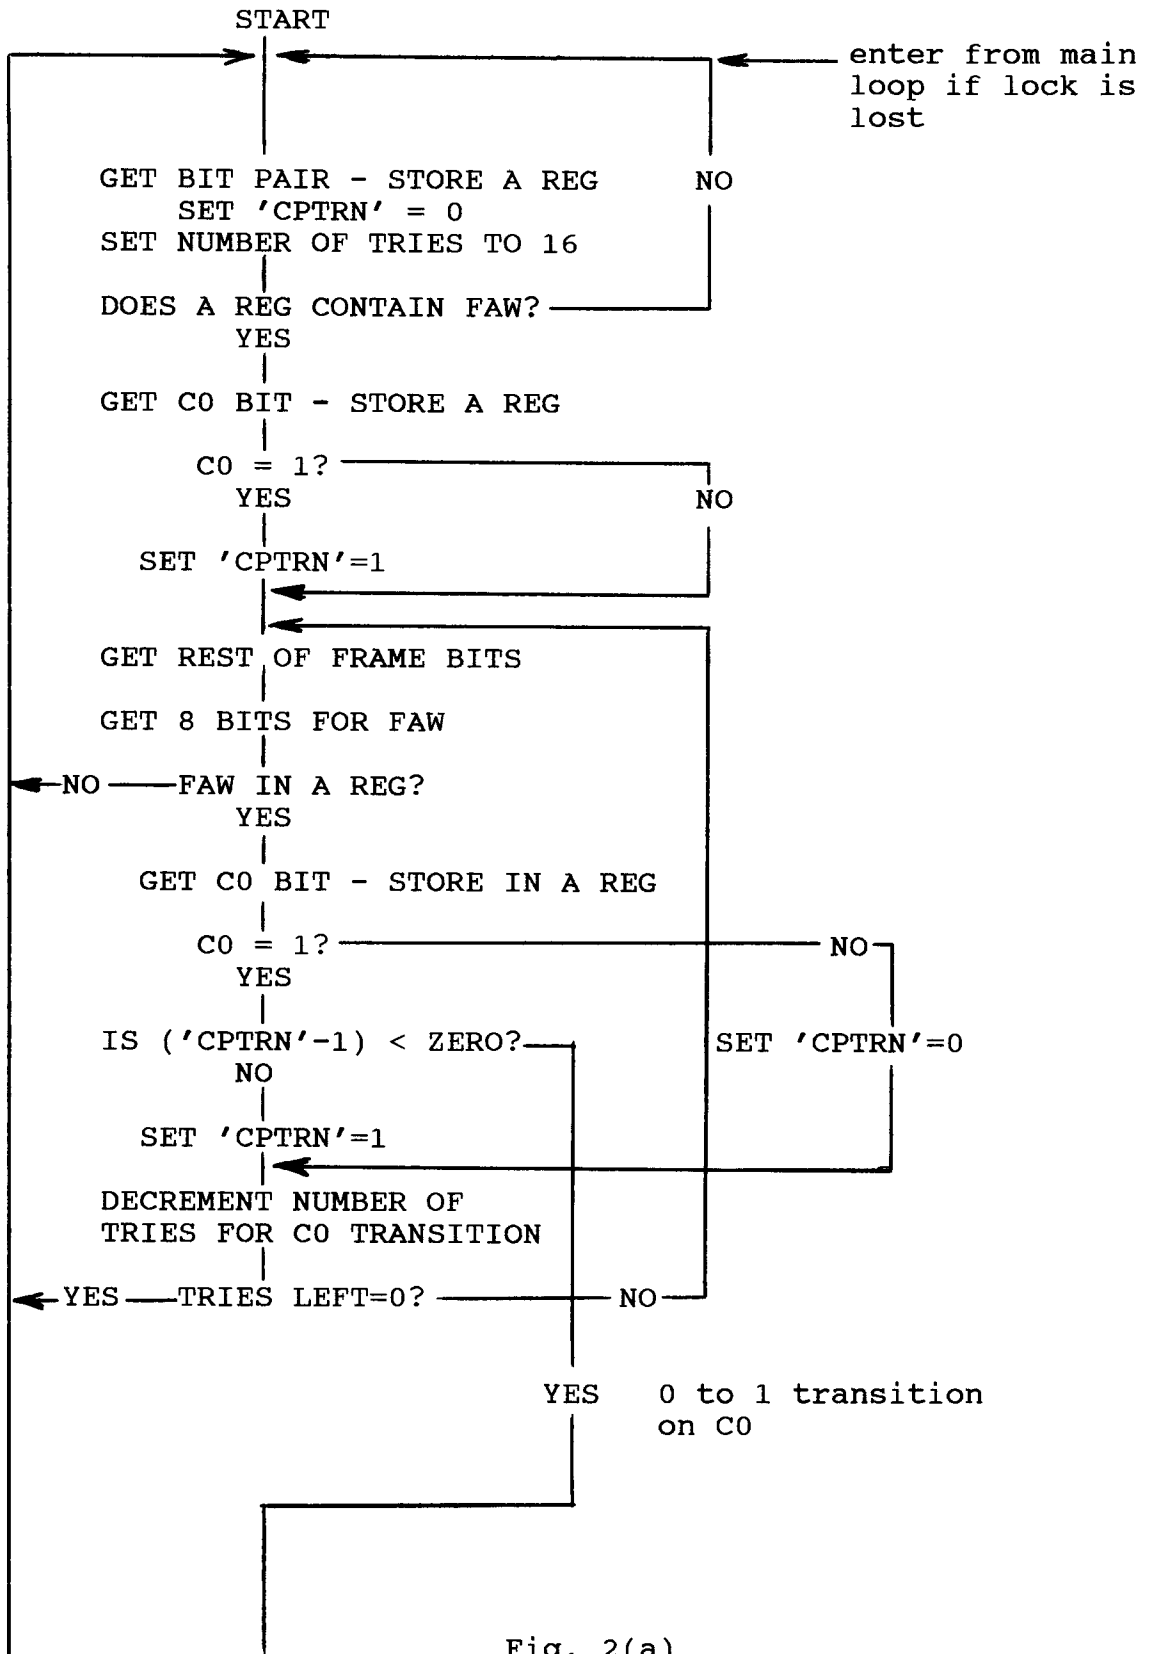 START
enter from main
loop if lock is
lost
GET BIT PAIR - STORE A REG
NO
SET 'CPTRN' = 0
SET NUMBER OF TRIES TO 16
DOES A REG CONTAIN FAW?
YES
GET C0 BIT - STORE A REG
C0 = 1?
YES
NO
SET 'CPTRN'=1
GET REST OF FRAME BITS
GET 8 BITS FOR FAW
NO
FAW IN A REG?
YES
GET C0 BIT - STORE IN A REG
C0 = 1?
NO
YES
IS ('CPTRN'-1) < ZERO?
SET 'CPTRN'=0
NO
SET 'CPTRN'=1
DECREMENT NUMBER OF
TRIES FOR C0 TRANSITION
YES
TRIES LEFT=0?
NO
YES
0 to 1 transition
on C0
Fig. 2(a)